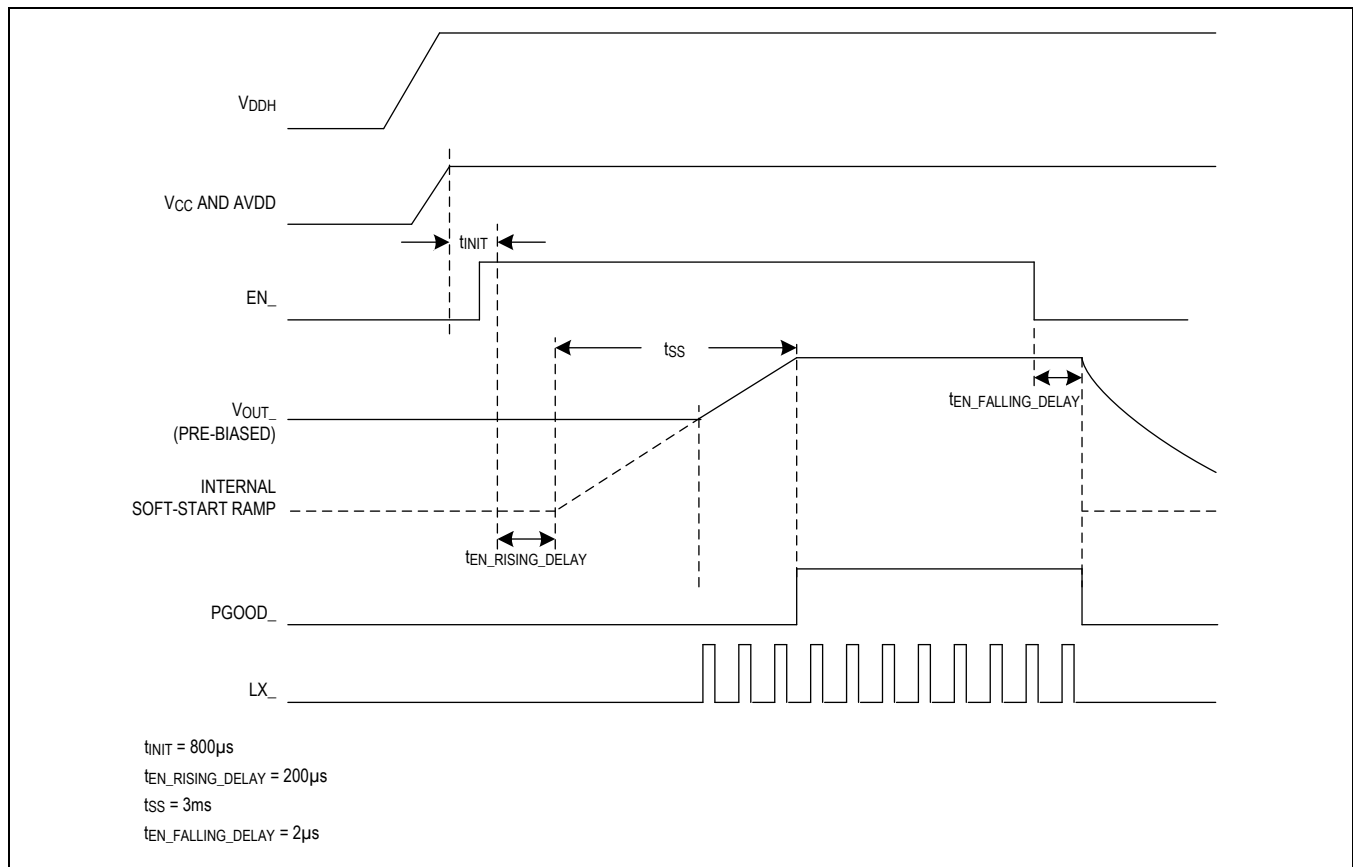 VDDH
VCC AND AVDD
tINIT
EN_
tSS
tEN_FALLING_DELAY
VOUT_
(PRE-BIASED)
INTERNAL
SOFT-START RAMP
tEN_RISING_DELAY
PGOOD_
LX_
tINIT = 800µs
tEN_RISING_DELAY = 200µs
tSS = 3ms
tEN_FALLING_DELAY = 2µs